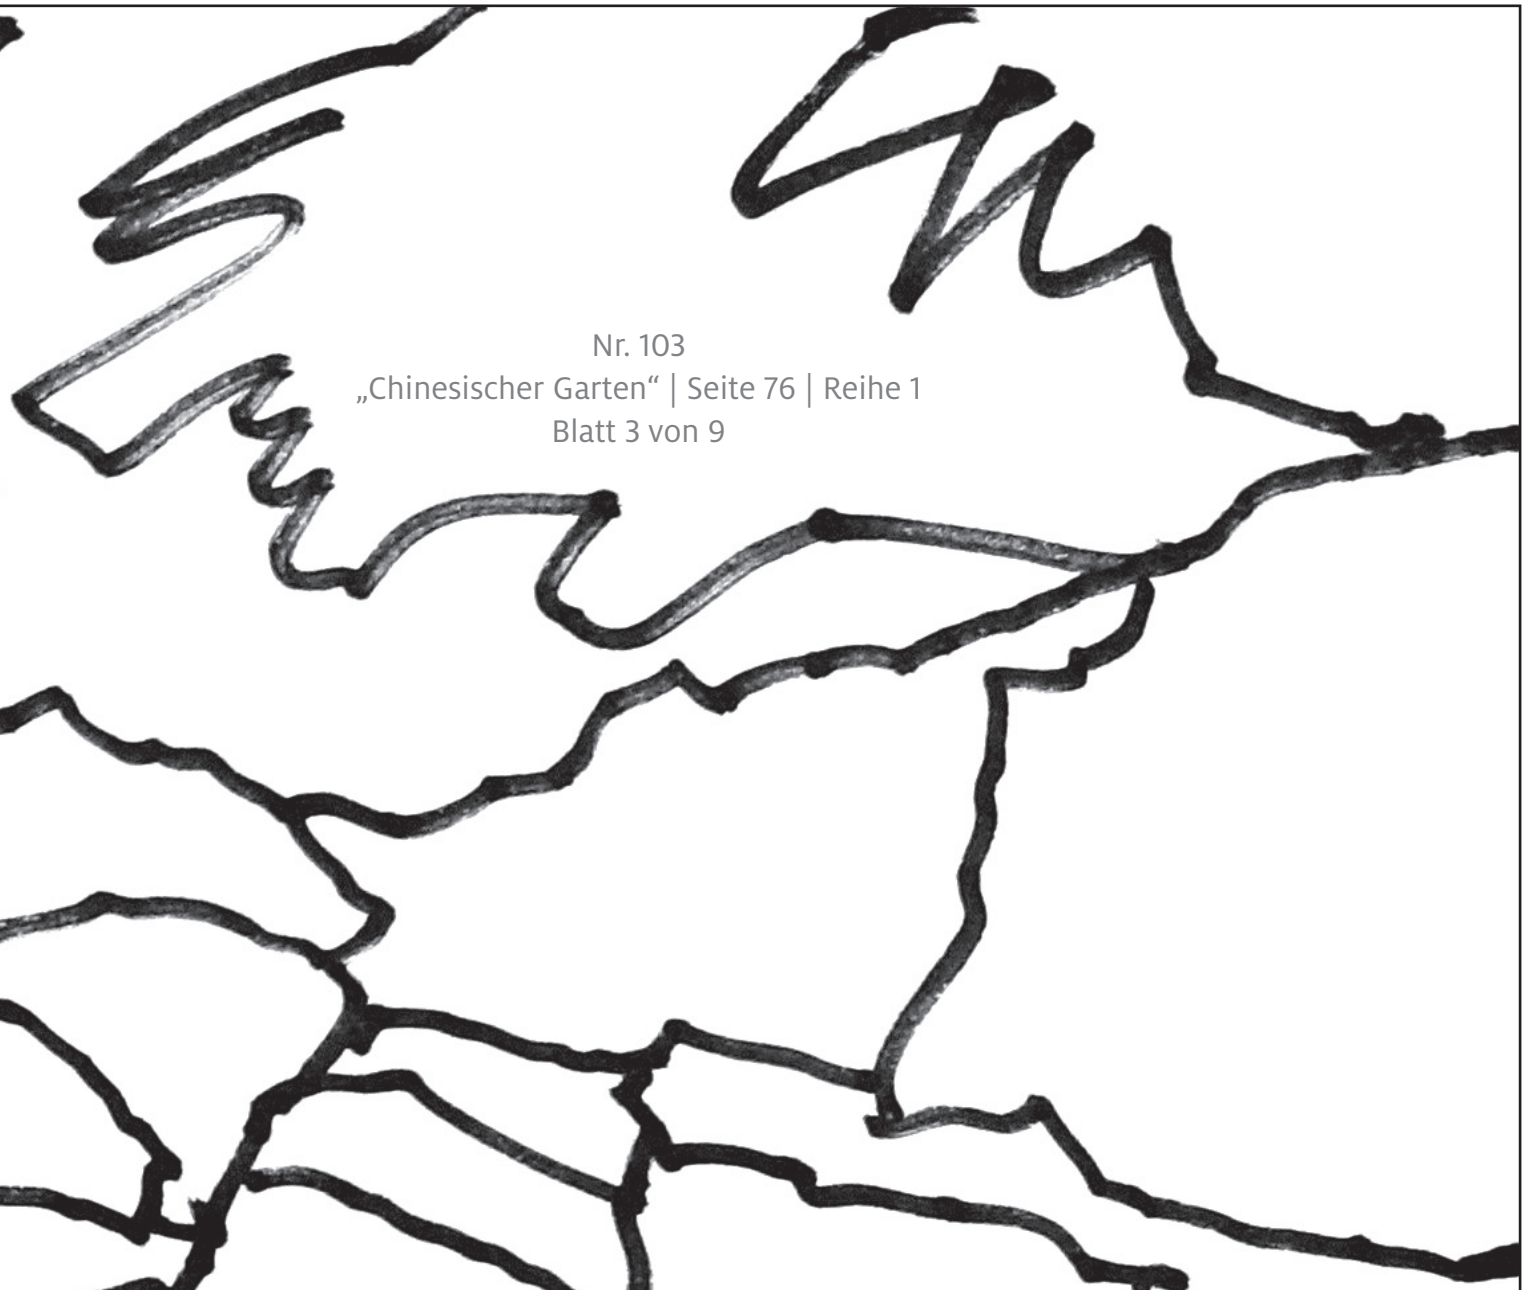 Nr. 103
„Chinesischer Garten“ | Seite 76 | Reihe 1
Blatt 3 von 9